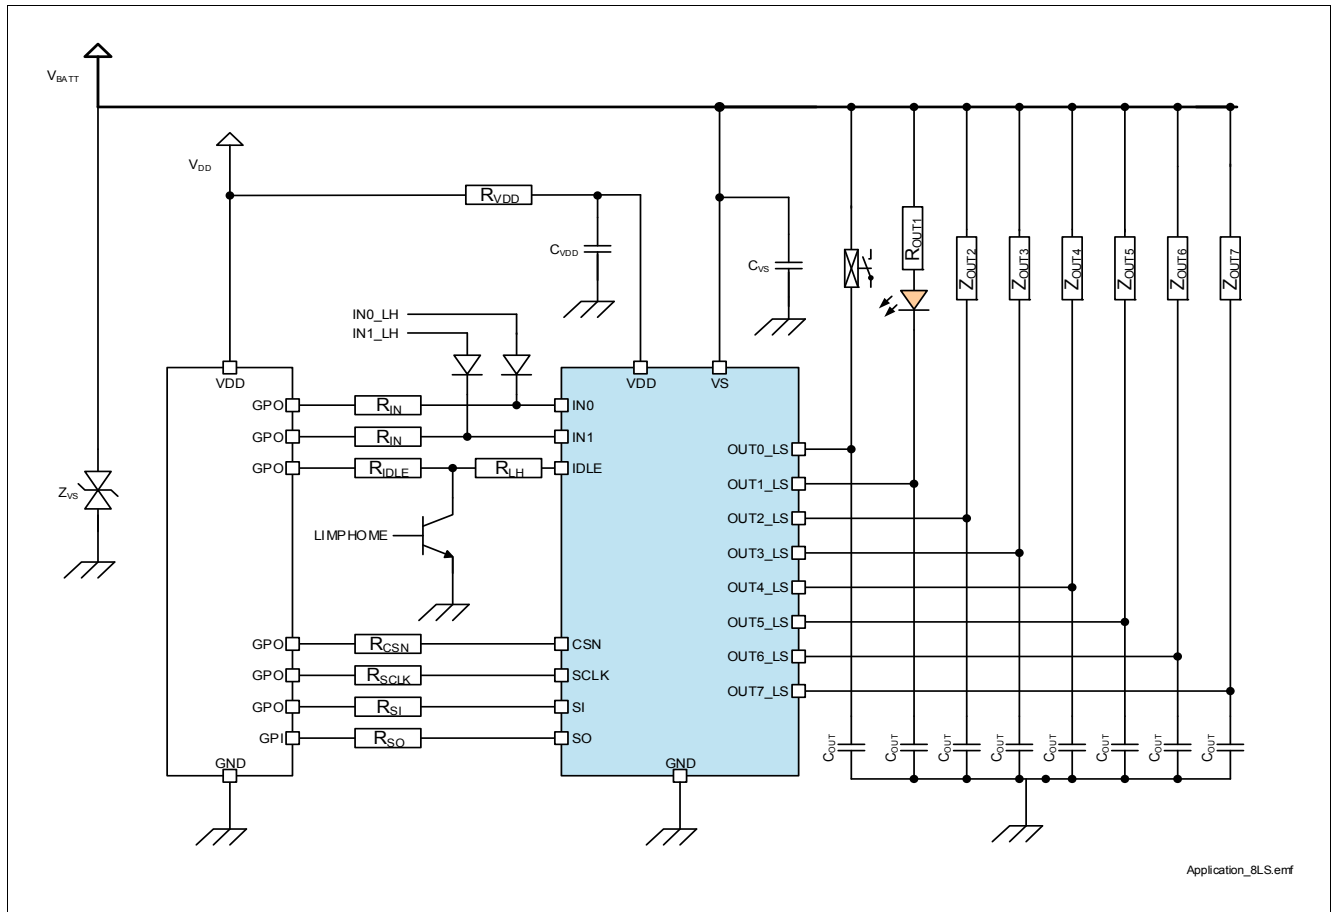 VBATT
VDD
RVDD
CVDD
CVS
ROUT1
ZOUT2
ZOUT3
ZOUT4
ZOUT5
ZOUT6
ZOUT7
IN0_LH
IN1_LH
VDD
VDD
VS
GPO
RIN
IN0
GPO
RIN
IN1
GPO
RIDLE
RLH
IDLE
OUT0_LS
OUT1_LS
OUT2_LS
OUT3_LS
OUT4_LS
OUT5_LS
OUT6_LS
OUT7_LS
ZVS
LIMPHOME
GPO
RCSN
CSN
GPO
RSCLK
SCLK
GPO
RSI
SI
GPI
RSO
SO
COUT
COUT
COUT
COUT
COUT
COUT
COUT
COUT
GND
GND
Application_8LS.emf